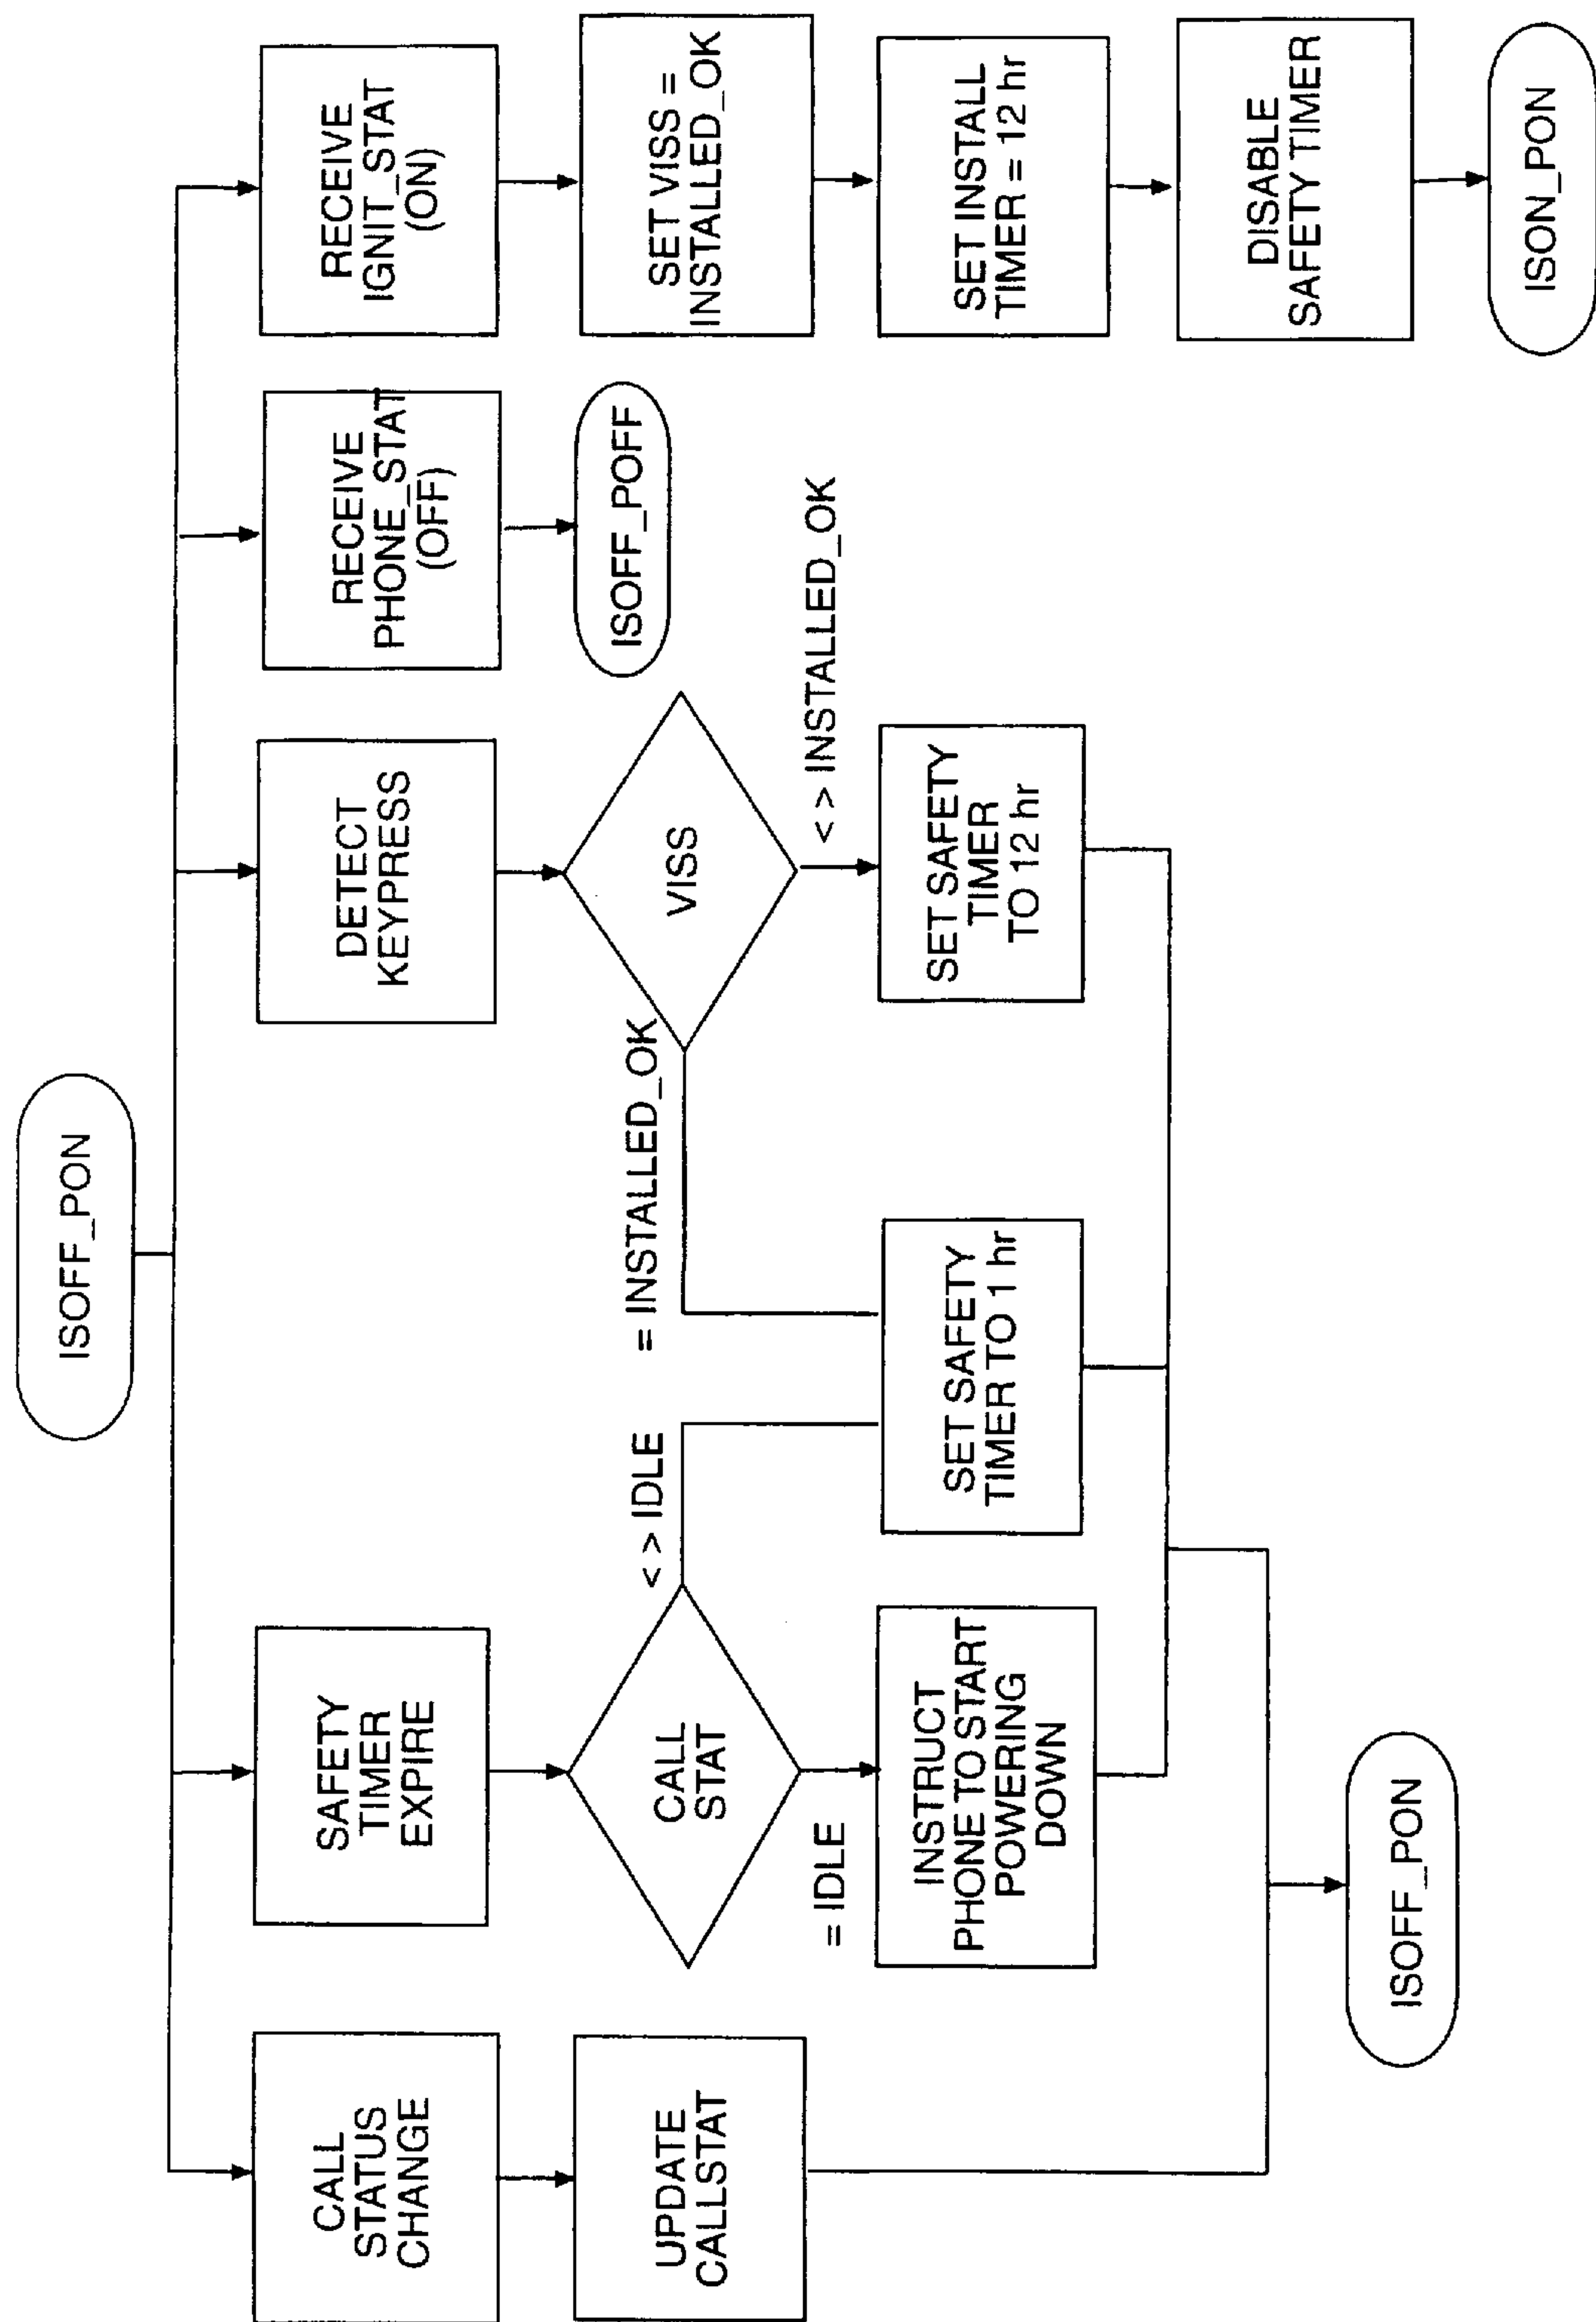 ISOFF_PON
CALL
STATUS
CHANGE
UPDATE
CALLSTAT
SAFETY
TIMER
EXPIRE
CALL
STAT
= IDLE
< > IDLE
INSTRUCT
PHONE TO START
POWERING
DOWN
SET SAFETY
TIMER TO 1 hr
DETECT
KEYPRESS
VISS
= INSTALLED_OK
< > INSTALLED_OK
SET SAFETY
TIMER
TO 12 hr
ISOFF_PON
RECEIVE
PHONE_STAT
(OFF)
ISOFF_POFF
RECEIVE
IGNIT_STAT
(ON)
SET VISS =
INSTALLED_OK
SET INSTALL
TIMER = 12 hr
DISABLE
SAFETY TIMER
ISON_PON